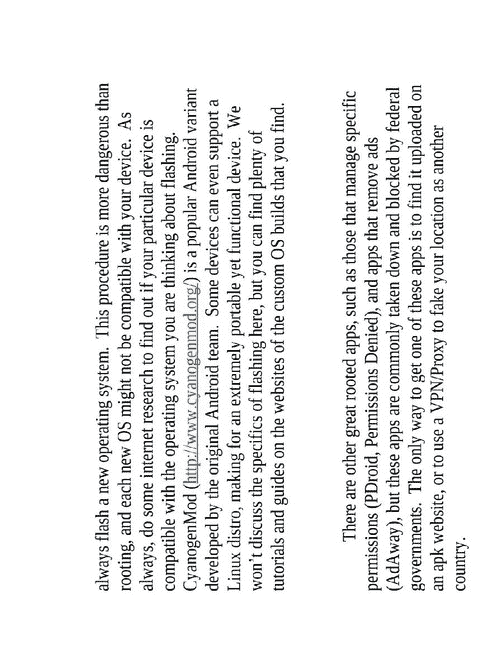 always flash a new operating system. This procedure is more dangerous than
rooting, and each new OS might not be compatible with your device. As
always, do some internet research to find out if your particular device is
compatible with the operating system you are thinking about flashing.
CyanogenMod (http://www.cyanogenmod.org/) is a popular Android variant
developed by the original Android team. Some devices can even support a
Linux distro, making for an extremely portable yet functional device. We
won't discuss the specifics of flashing here, but you can find plenty of
tutorials and guides on the websites of the custom OS builds that you find.
There are other great rooted apps, such as those that manage specific
permissions (PDroid, Permissions Denied), and apps that remove ads
(AdAway), but these apps are commonly taken down and blocked by federal
governments. The only way to get one of these apps is to find it uploaded on
an apk website, or to use a VPN/Proxy to fake your location as another
country.